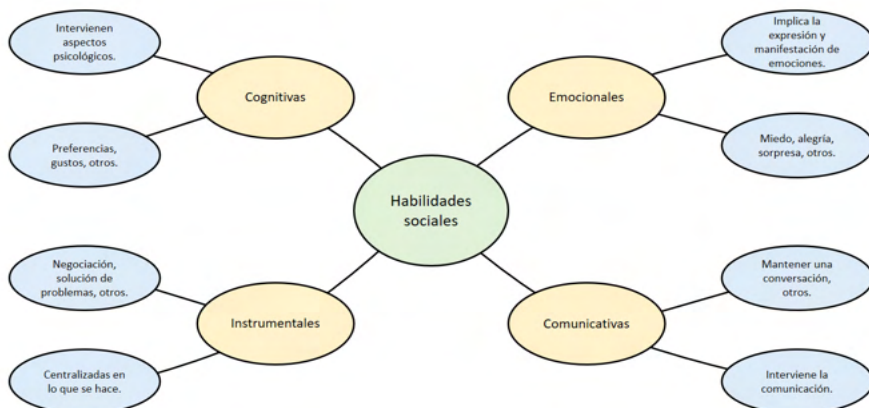 Intervienen
aspectos
psicológicos.
Cognitivas
Preferencias,
gustos, otros.
Implica la
expresión y
manifestación de
emociones.
Emocionales
Miedo, alegría,
sorpresa, otros.
Habilidades
sociales
Negociación,
solución de
problemas, otros.
Instrumentales
Centralizadas en
lo que se hace.
Mantener una
conversación,
otros.
Comunicativas
Interviene la
comunicación.